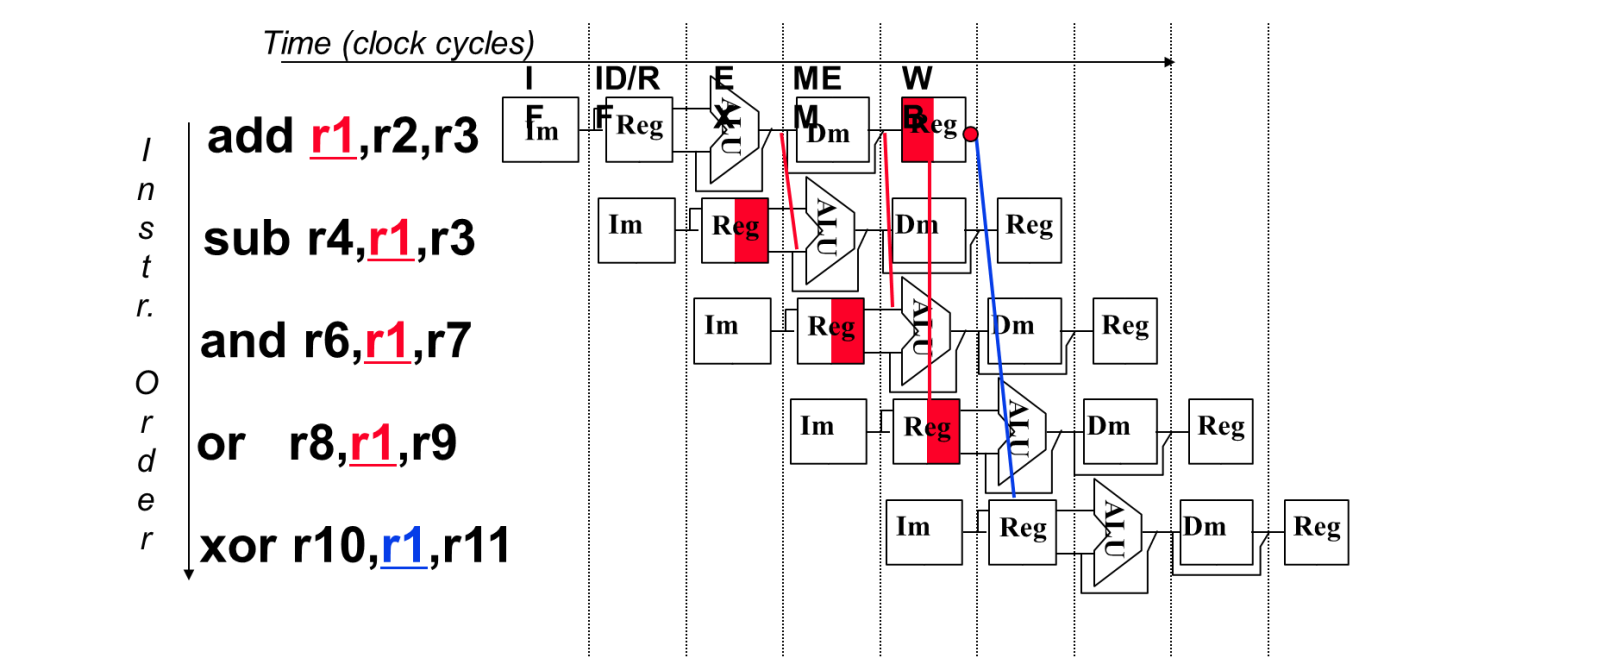 Time (clock cycles)
IF ID/RF EX MEM WB
Instr. Order
add r1,r2,r3 Im Reg ALU Dm Reg
sub r4,r1,r3 Im Reg ALU Dm Reg
and r6,r1,r7 Im Reg ALU Dm Reg
or r8,r1,r9 Im Reg ALU Dm Reg
xor r10,r1,r11 Im Reg ALU Dm Reg